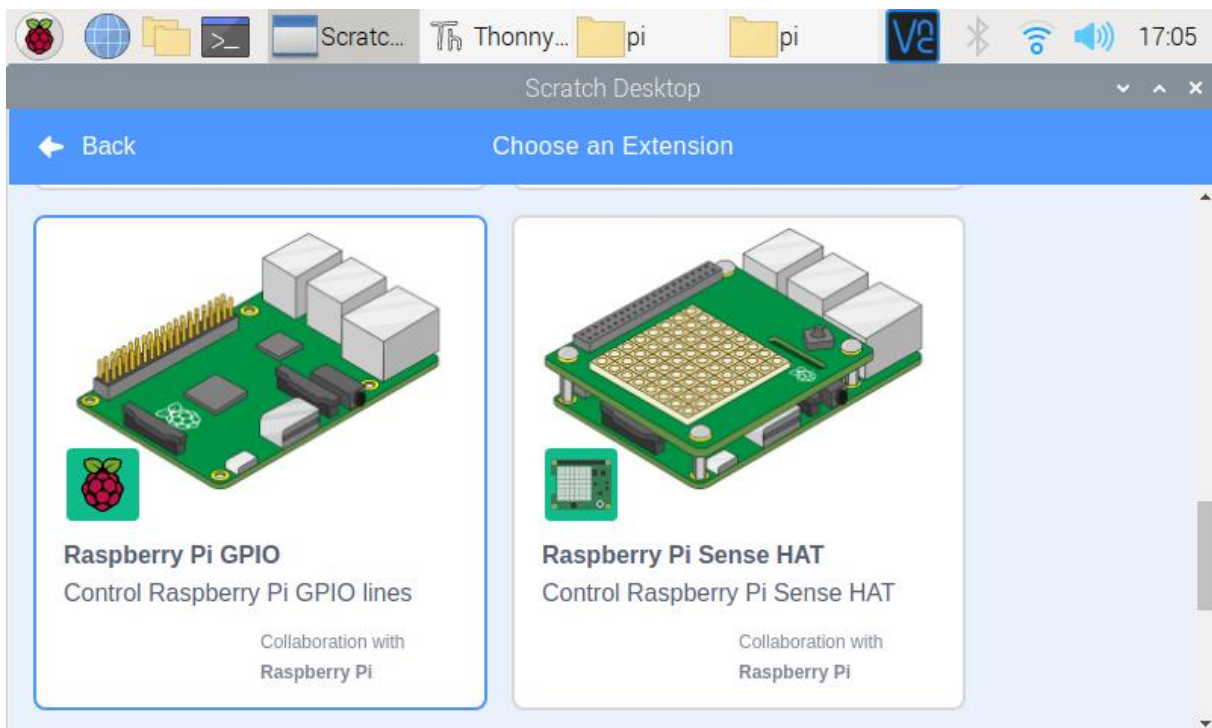 Scratc... Thonny... pi pi 17:05
Scratch Desktop
Back Choose an Extension
Raspberry Pi GPIO
Control Raspberry Pi GPIO lines
Collaboration with
Raspberry Pi
Raspberry Pi Sense HAT
Control Raspberry Pi Sense HAT
Collaboration with
Raspberry Pi